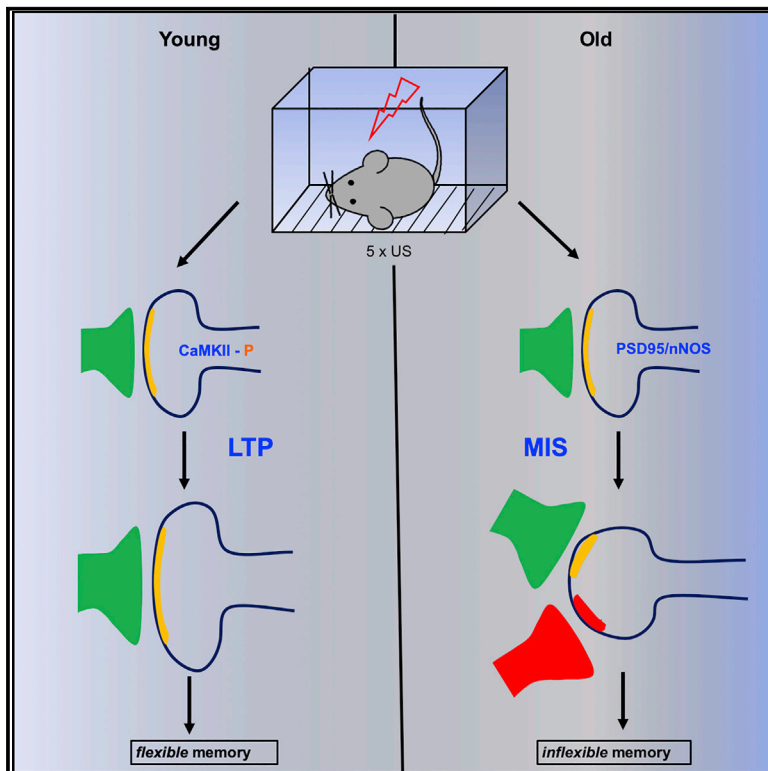 Young
Old
5 x US
CaMKII - P
PSD95/nNOS
LTP
MIS
flexible memory
inflexible memory